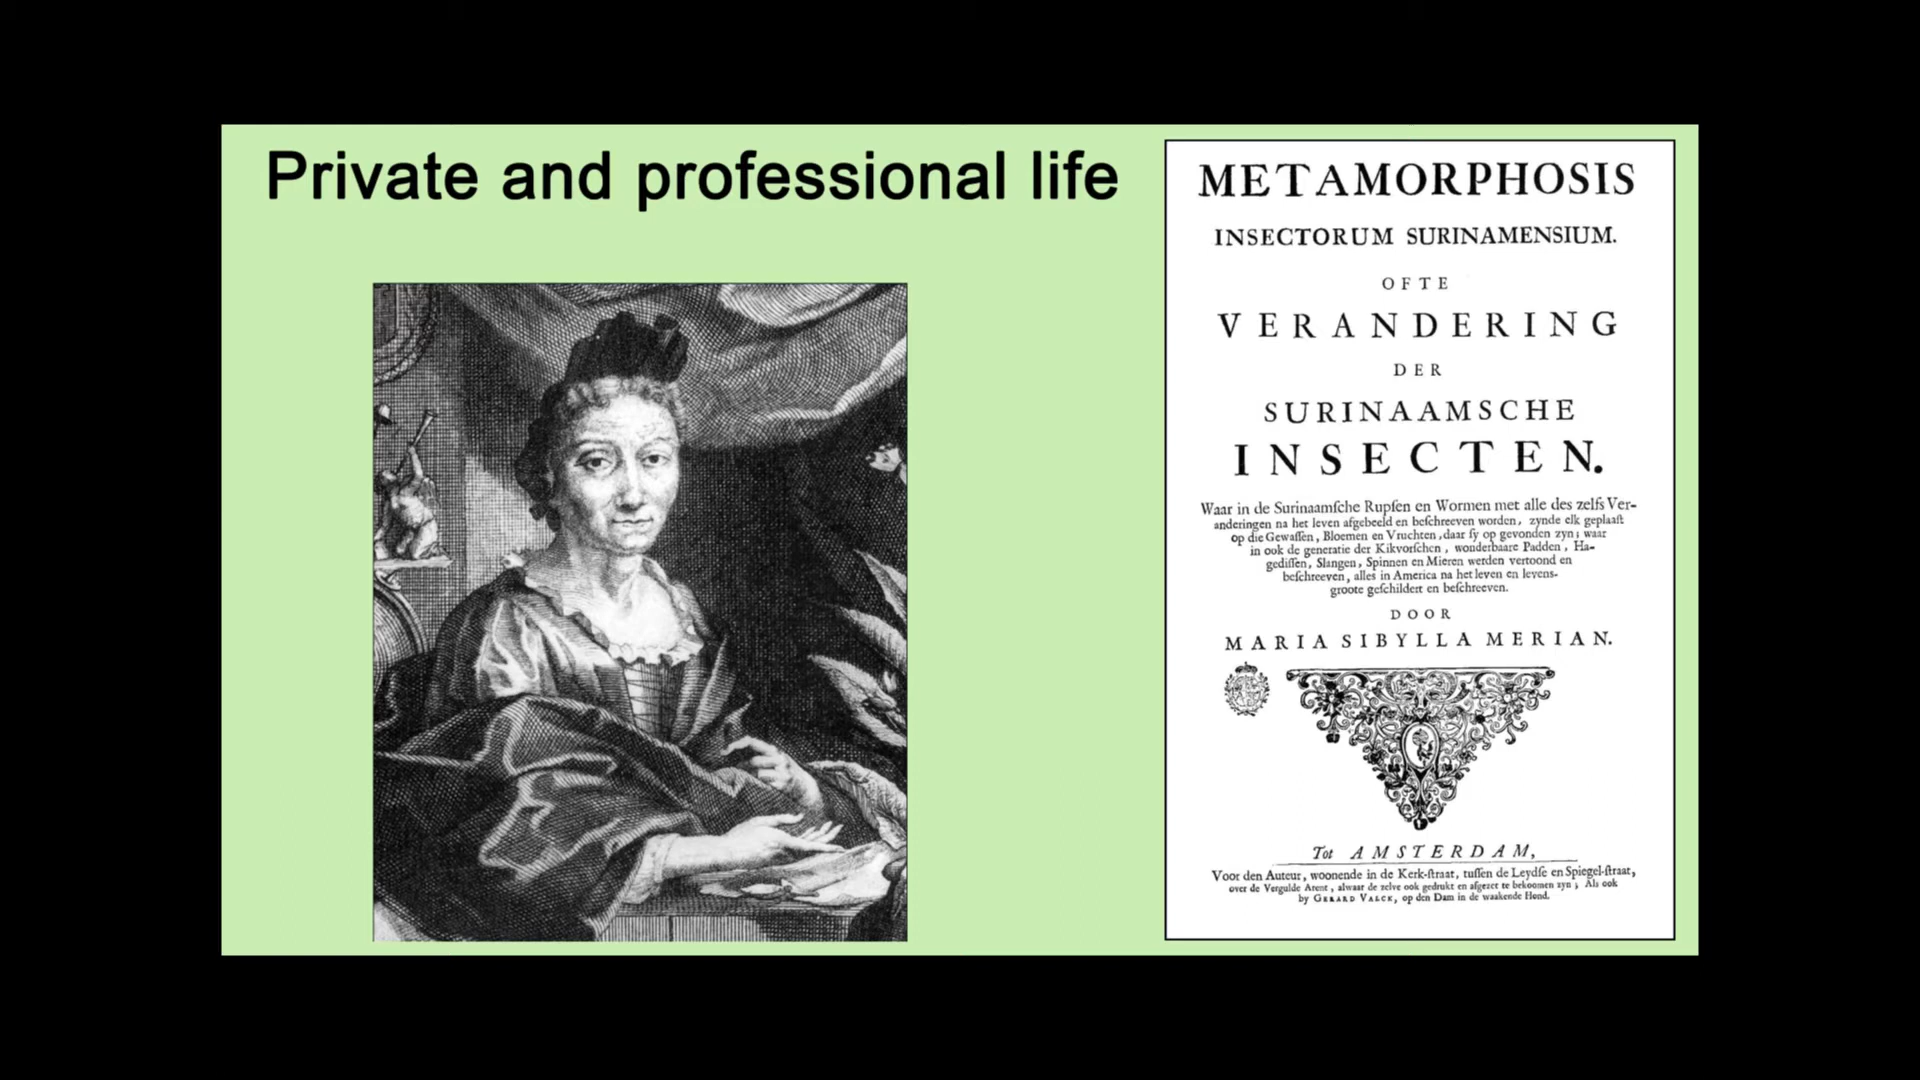 Private and professional life
METAMORPHOSIS
INSECTORUM SURINAMENSIUM.
OFTE
VERANDERING
DER
SURINAAMSCHE
INSECTEN.
Waar in de Surinaamſche Rupſen en Wormen met alle des zelfs Ver-
anderingen na het leven afgebeeld en beſchreeven worden, zynde elk geplaaſt
op die Gewaſſen, Bloemen en Vruchten, daar ſy op gevonden zyn; waar
in ook de generatie der Kikvorſchen, wonderbaare Padden, Ha-
gediſſen, Slangen, Spinnen en Mieren werden vertoond en
beſchreeven, alles in America na het leven en levens-
groote geſchildert en beſchreeven.
DOOR
MARIA SIBYLLA MERIAN.
Tot AMSTERDAM,
Voor den Auteur, woonende in de Kerk-ſtraat, tuſſen de Leydſe en Spiegel-ſtraat,
over de Vergulde Arent, alwaar de zelve ook gedrukt en afgezet te bekoomen zyn; Als ook
by GERARD VALCK, op den Dam in de waakende Hond.